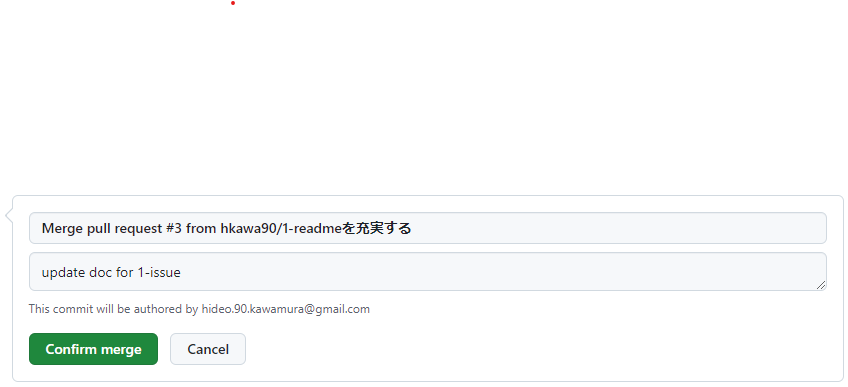 Merge pull request #3 from hkawa90/1-readmeを充実する
update doc for 1-issue
This commit will be authored by hideo.90.kawamura@gmail.com
Confirm merge Cancel